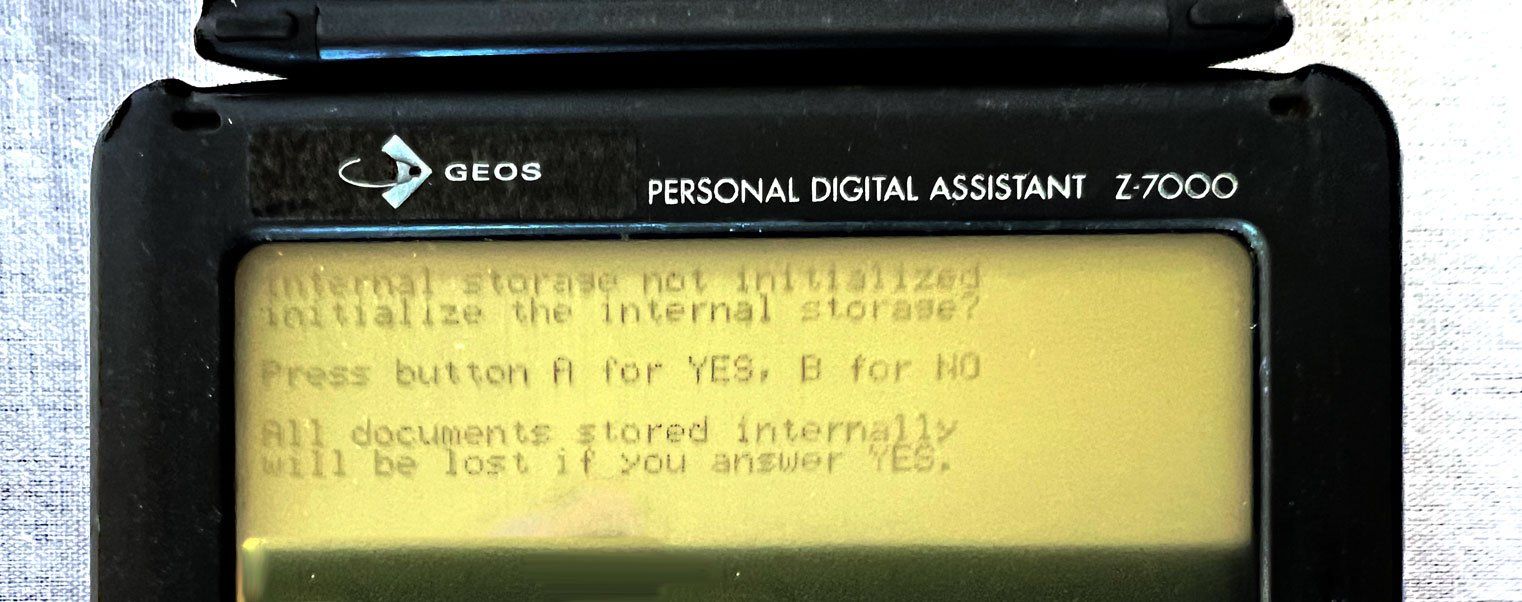 GEOS
PERSONAL DIGITAL ASSISTANT Z-7000
Internal storage not initialized
initialize the internal storage?
Press button A for YES, B for NO
All documents stored internally
will be lost if you answer YES.